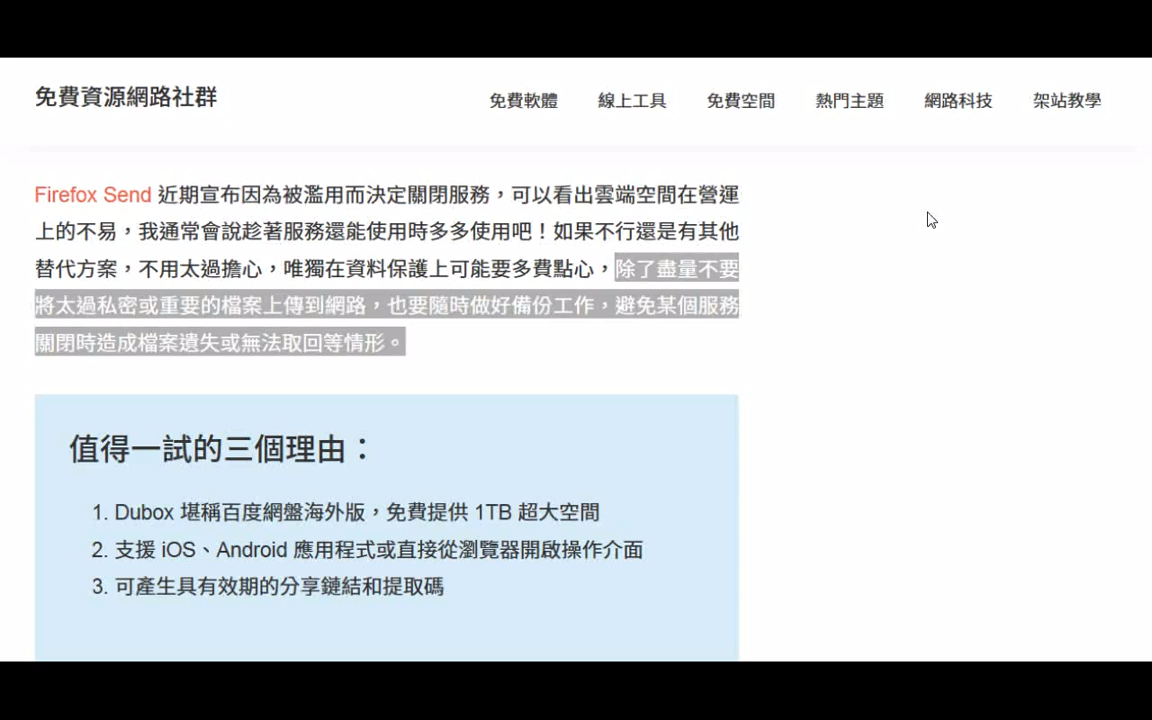 免費資源網路社群
免費軟體 線上工具 免費空間 熱門主題 網路科技 架站教學
Firefox Send 近期宣布因為被濫用而決定關閉服務，可以看出雲端空間在營運
上的不易，我通常會說趁著服務還能使用時多多使用吧！如果不行還是有其他
替代方案，不用太過擔心，唯獨在資料保護上可能要多費點心，除了盡量不要
將太過私密或重要的檔案上傳到網路，也要隨時做好備份工作，避免某個服務
關閉時造成檔案遺失或無法取回等情形。
值得一試的三個理由：
1. Dubox 堪稱百度網盤海外版，免費提供 1TB 超大空間
2. 支援 iOS、Android 應用程式或直接從瀏覽器開啟操作介面
3. 可產生具有效期的分享鏈結和提取碼